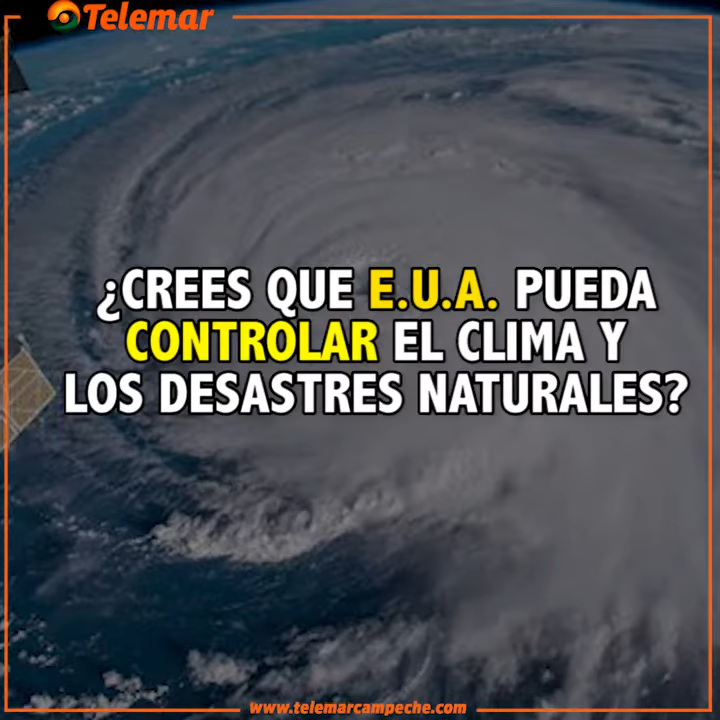 Telemar
¿CREES QUE E.U.A. PUEDA
CONTROLAR EL CLIMA Y
LOS DESASTRES NATURALES?
www.telemarcampeche.com